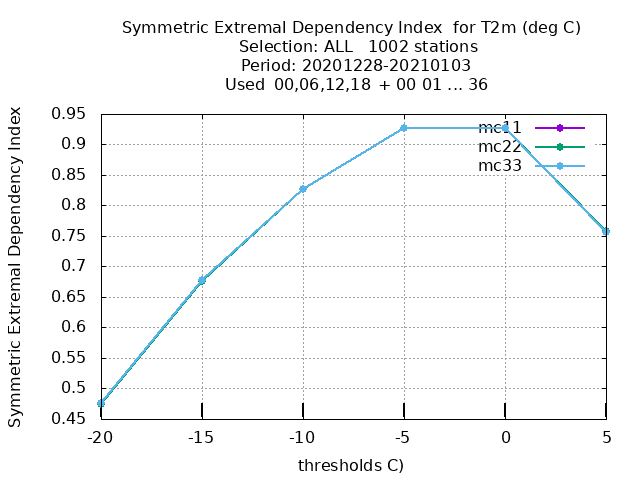 Symmetric Extremal Dependency Index for T2m (deg C)
Selection: ALL 1002 stations
Period: 20201228-20210103
Used 00,06,12,18 + 00 01 ... 36
Symmetric Extremal Dependency Index
0.95
0.9
0.85
0.8
0.75
0.7
0.65
0.6
0.55
0.5
0.45
mc11
mc22
mc33
-20 -15 -10 -5 0 5
thresholds C)